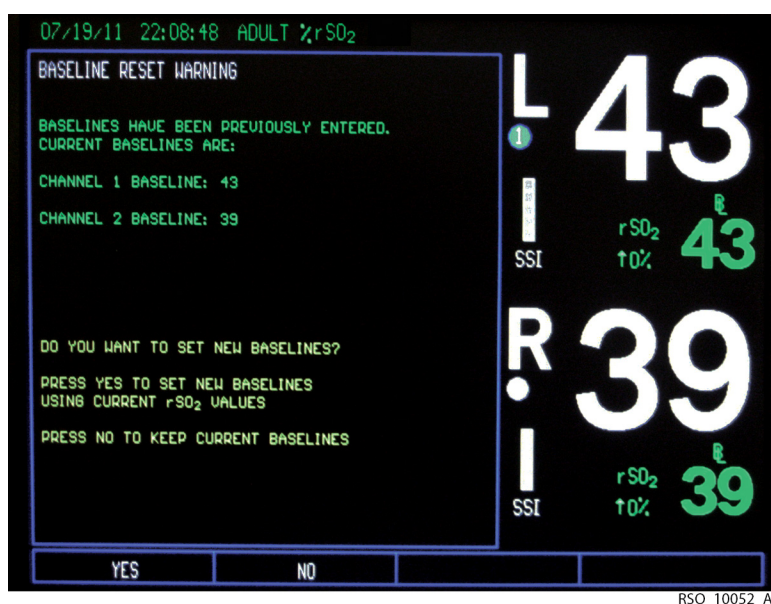 07/19/11 22:08:48 ADULT %rSO₂
BASELINE RESET WARNING
BASELINES HAVE BEEN PREVIOUSLY ENTERED.
CURRENT BASELINES ARE:
CHANNEL 1 BASELINE: 43
CHANNEL 2 BASELINE: 39
DO YOU WANT TO SET NEW BASELINES?
PRESS YES TO SET NEW BASELINES
USING CURRENT rSO₂ VALUES
PRESS NO TO KEEP CURRENT BASELINES
L 43
1
BL
rSO₂ 43
SSI ↑0%
R 39
BL
rSO₂ 39
SSI ↑0%
YES NO
RSO_10052_A